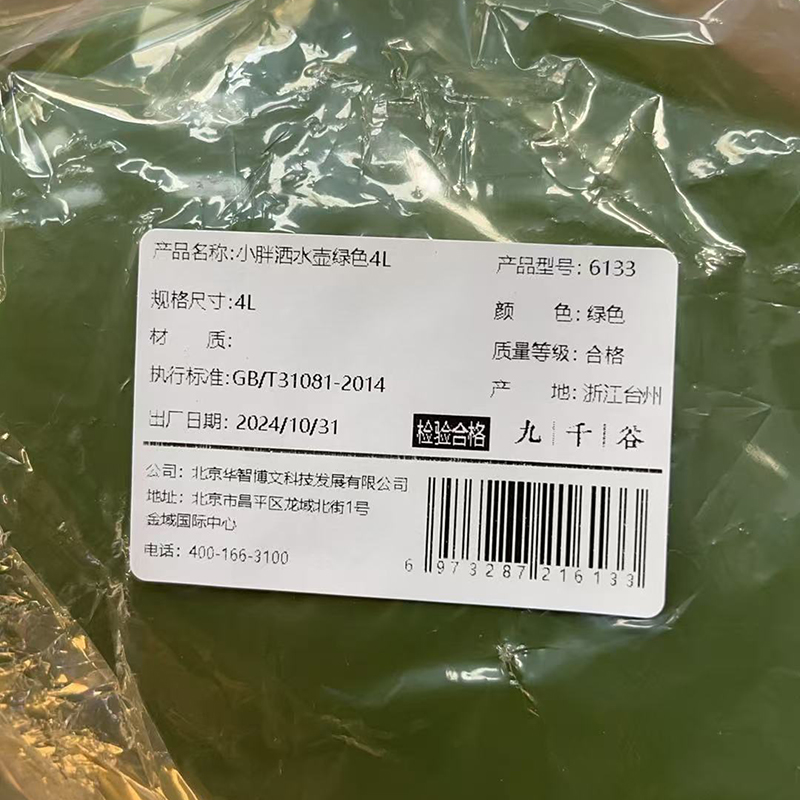 产品名称:小胖洒水壶绿色4L 产品型号: 6133
规格尺寸:4L 颜 色: 绿色
材 质: 质量等级: 合格
执行标准:GB/T31081-2014 产 地: 浙江台州
出厂日期: 2024/10/31 检验合格 九千谷
公司: 北京华智博文科技发展有限公司
地址: 北京市昌平区龙域北街1号
金域国际中心
电话: 400-166-3100
6 973287 216133